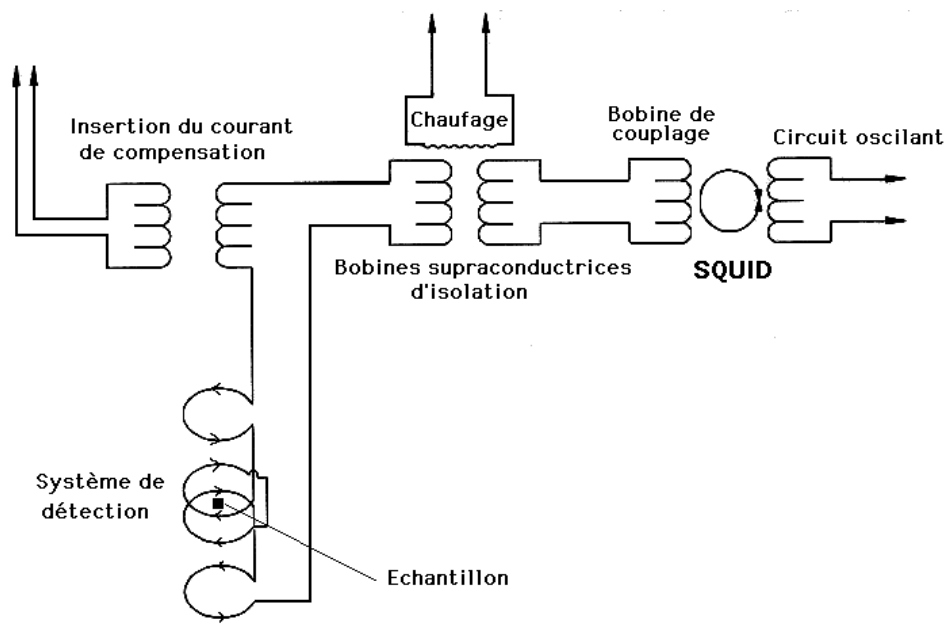 Chaufage
Insertion du courant
de compensation
Bobine de
couplage
Circuit oscilant
Bobines supraconductrices
d'isolation
SQUID
Système de
détection
Echantillon